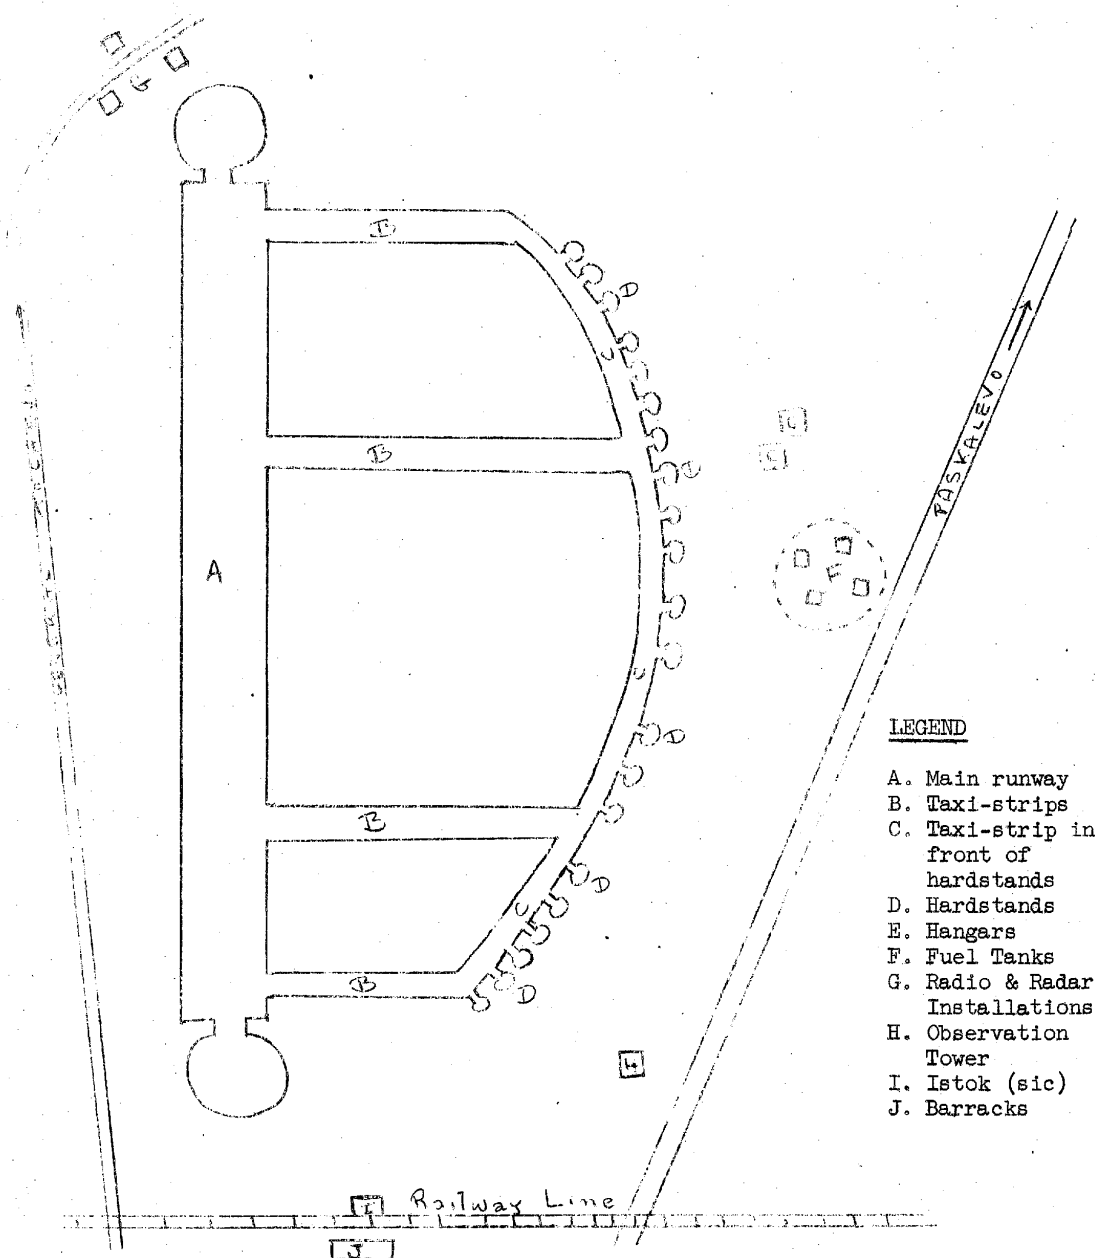 G
B
D
C
B
D
E
E
PASKALEVO
A
F
C
D
B
D
C
B
D
H
I Railway Line
J
LEGEND
A. Main runway
B. Taxi-strips
C. Taxi-strip in
front of
hardstands
D. Hardstands
E. Hangars
F. Fuel Tanks
G. Radio & Radar
Installations
H. Observation
Tower
I. Istok (sic)
J. Barracks